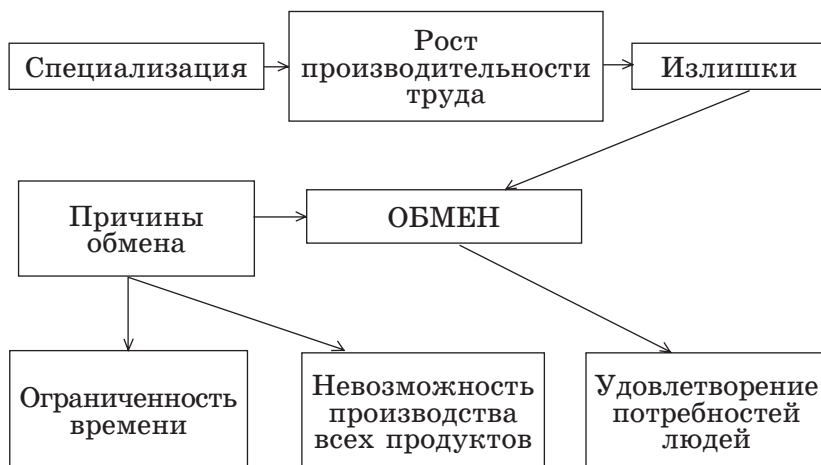 Специализация
Рост
производительности
труда
Излишки
Причины
обмена
ОБМЕН
Ограниченность
времени
Невозможность
производства
всех продуктов
Удовлетворение
потребностей
людей